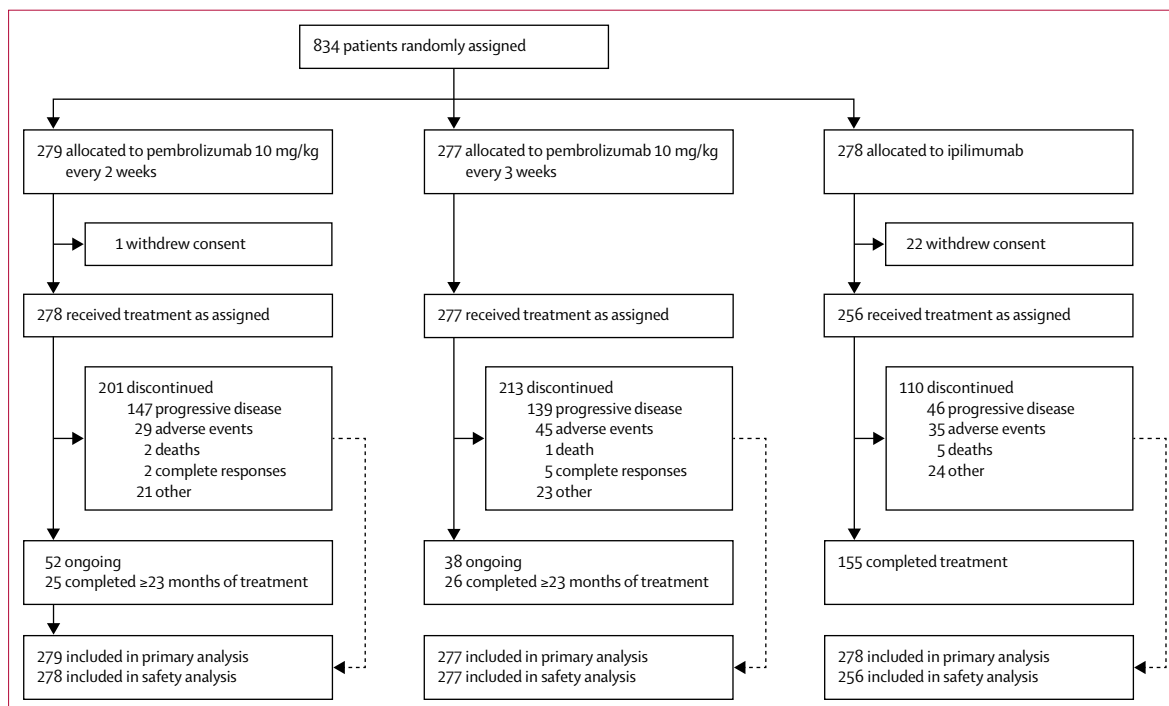 834 patients randomly assigned
279 allocated to pembrolizumab 10 mg/kg
every 2 weeks
277 allocated to pembrolizumab 10 mg/kg
every 3 weeks
278 allocated to ipilimumab
1 withdrew consent
22 withdrew consent
278 received treatment as assigned
277 received treatment as assigned
256 received treatment as assigned
201 discontinued
147 progressive disease
29 adverse events
2 deaths
2 complete responses
21 other
213 discontinued
139 progressive disease
45 adverse events
1 death
5 complete responses
23 other
110 discontinued
46 progressive disease
35 adverse events
5 deaths
24 other
52 ongoing
25 completed ≥23 months of treatment
38 ongoing
26 completed ≥23 months of treatment
155 completed treatment
279 included in primary analysis
278 included in safety analysis
277 included in primary analysis
277 included in safety analysis
278 included in primary analysis
256 included in safety analysis